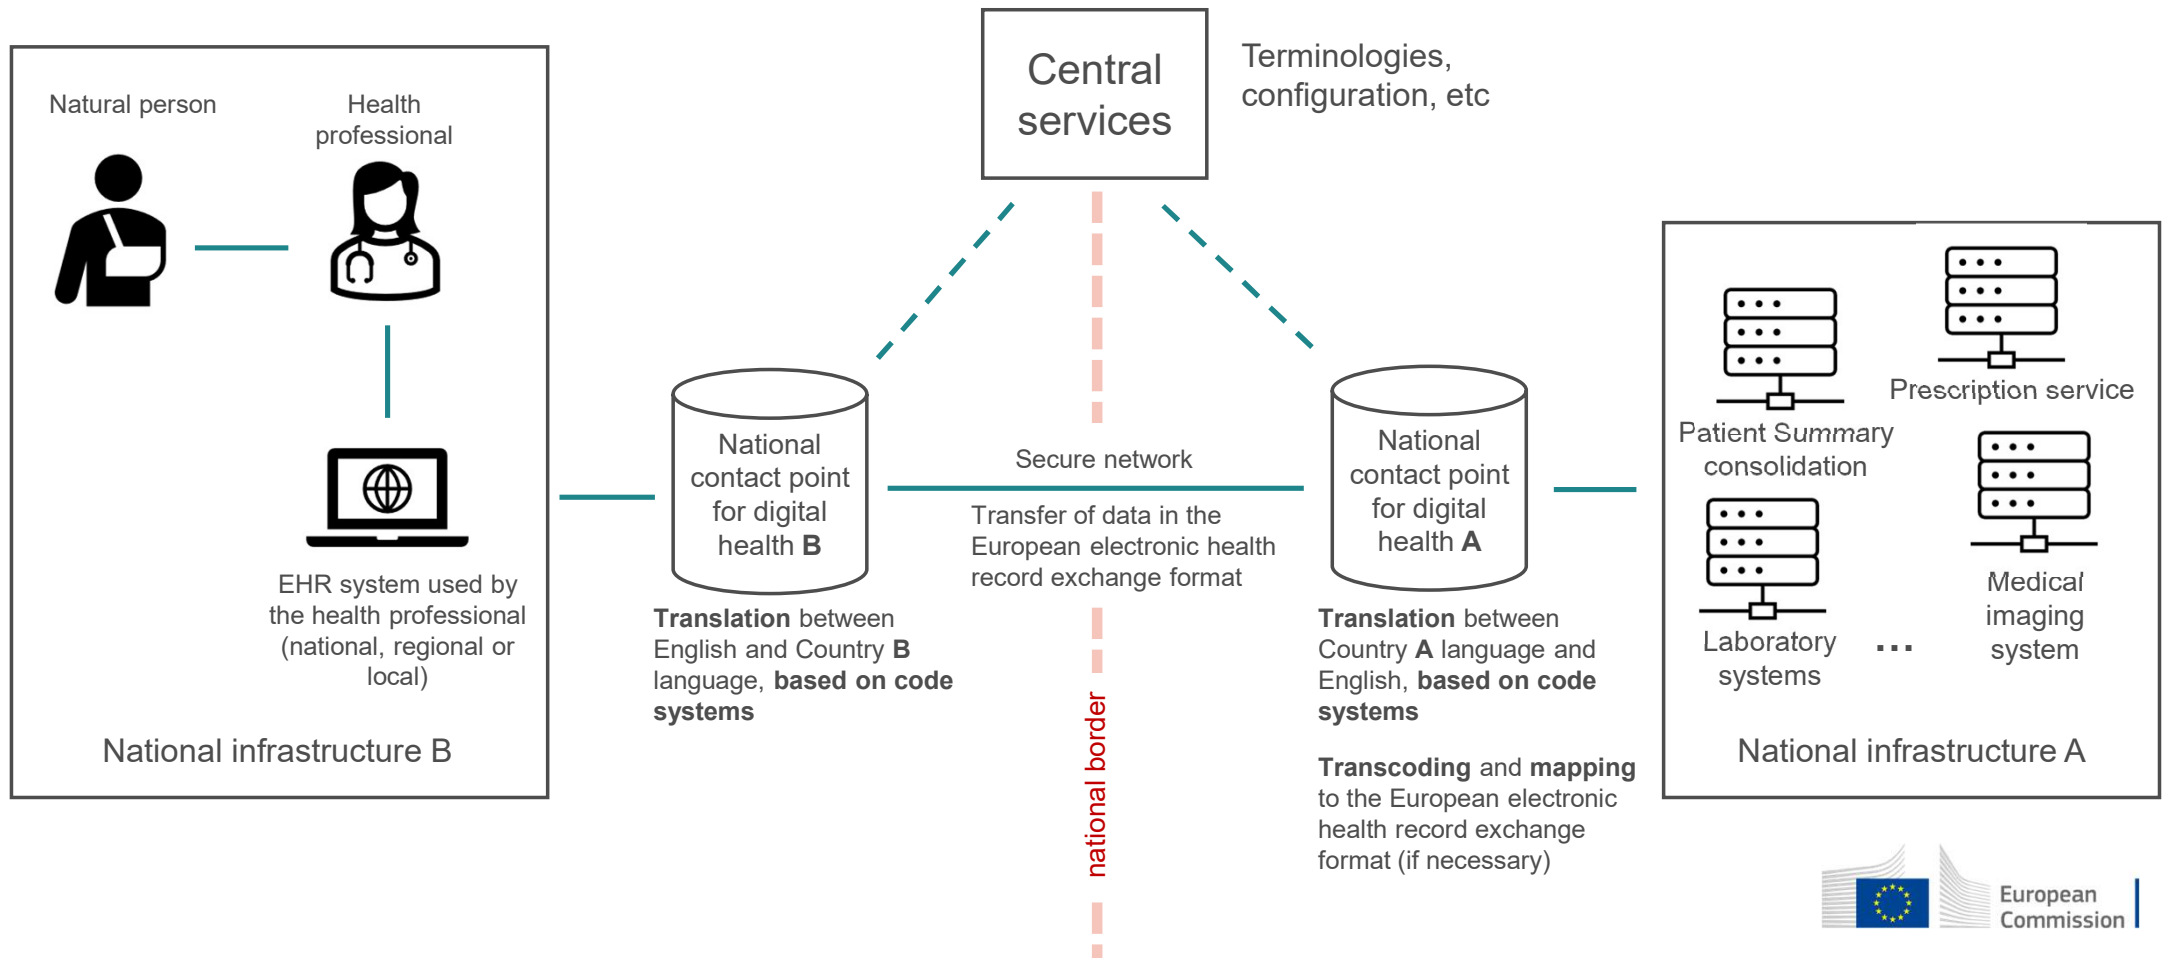 Central
services
Terminologies,
configuration, etc
Natural person
Health
professional
EHR system used by
the health professional
(national, regional or
local)
National infrastructure B
National
contact point
for digital
health B
Translation between
English and Country B
language, based on code
systems
Secure network
Transfer of data in the
European electronic health
record exchange format
national border
National
contact point
for digital
health A
Translation between
Country A language and
English, based on code
systems
Transcoding and mapping
to the European electronic
health record exchange
format (if necessary)
Prescription service
Patient Summary
consolidation
Medical
imaging
system
Laboratory
systems
...
National infrastructure A
European
Commission